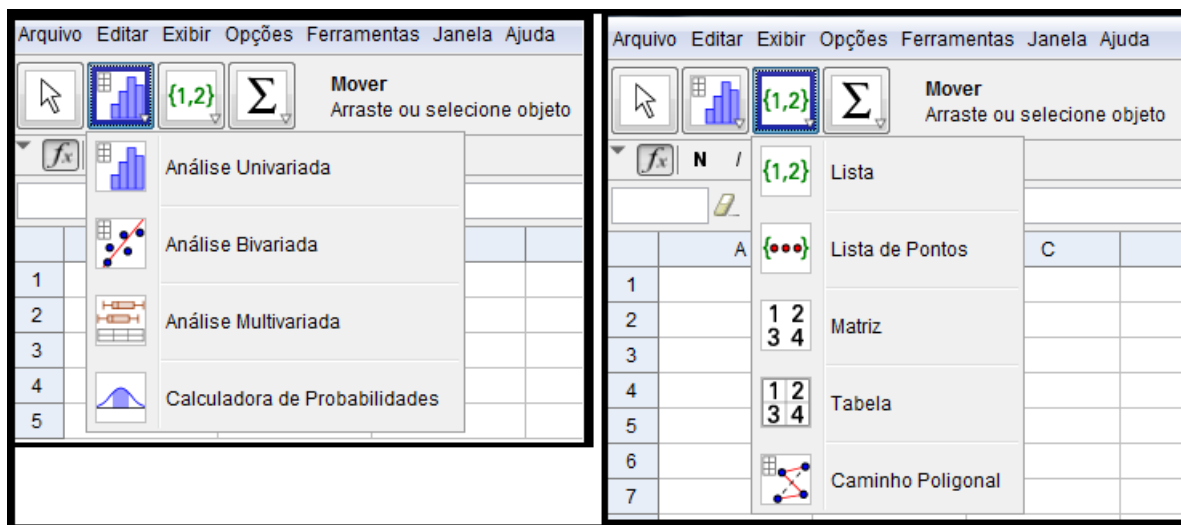 Arquivo Editar Exibir Opções Ferramentas Janela Ajuda
{1,2} Σ
Mover
Arraste ou selecione objeto
fx
Análise Univariada
Análise Bivariada
1
2
Análise Multivariada
3
4
Calculadora de Probabilidades
5
Arquivo Editar Exibir Opções Ferramentas Janela Ajuda
{1,2} Σ
Mover
Arraste ou selecione objeto
fx N I
{1,2} Lista
A Lista de Pontos C
1
2
1 2
3 4
Matriz
3
4
1 2
3 4
Tabela
5
6
Caminho Poligonal
7